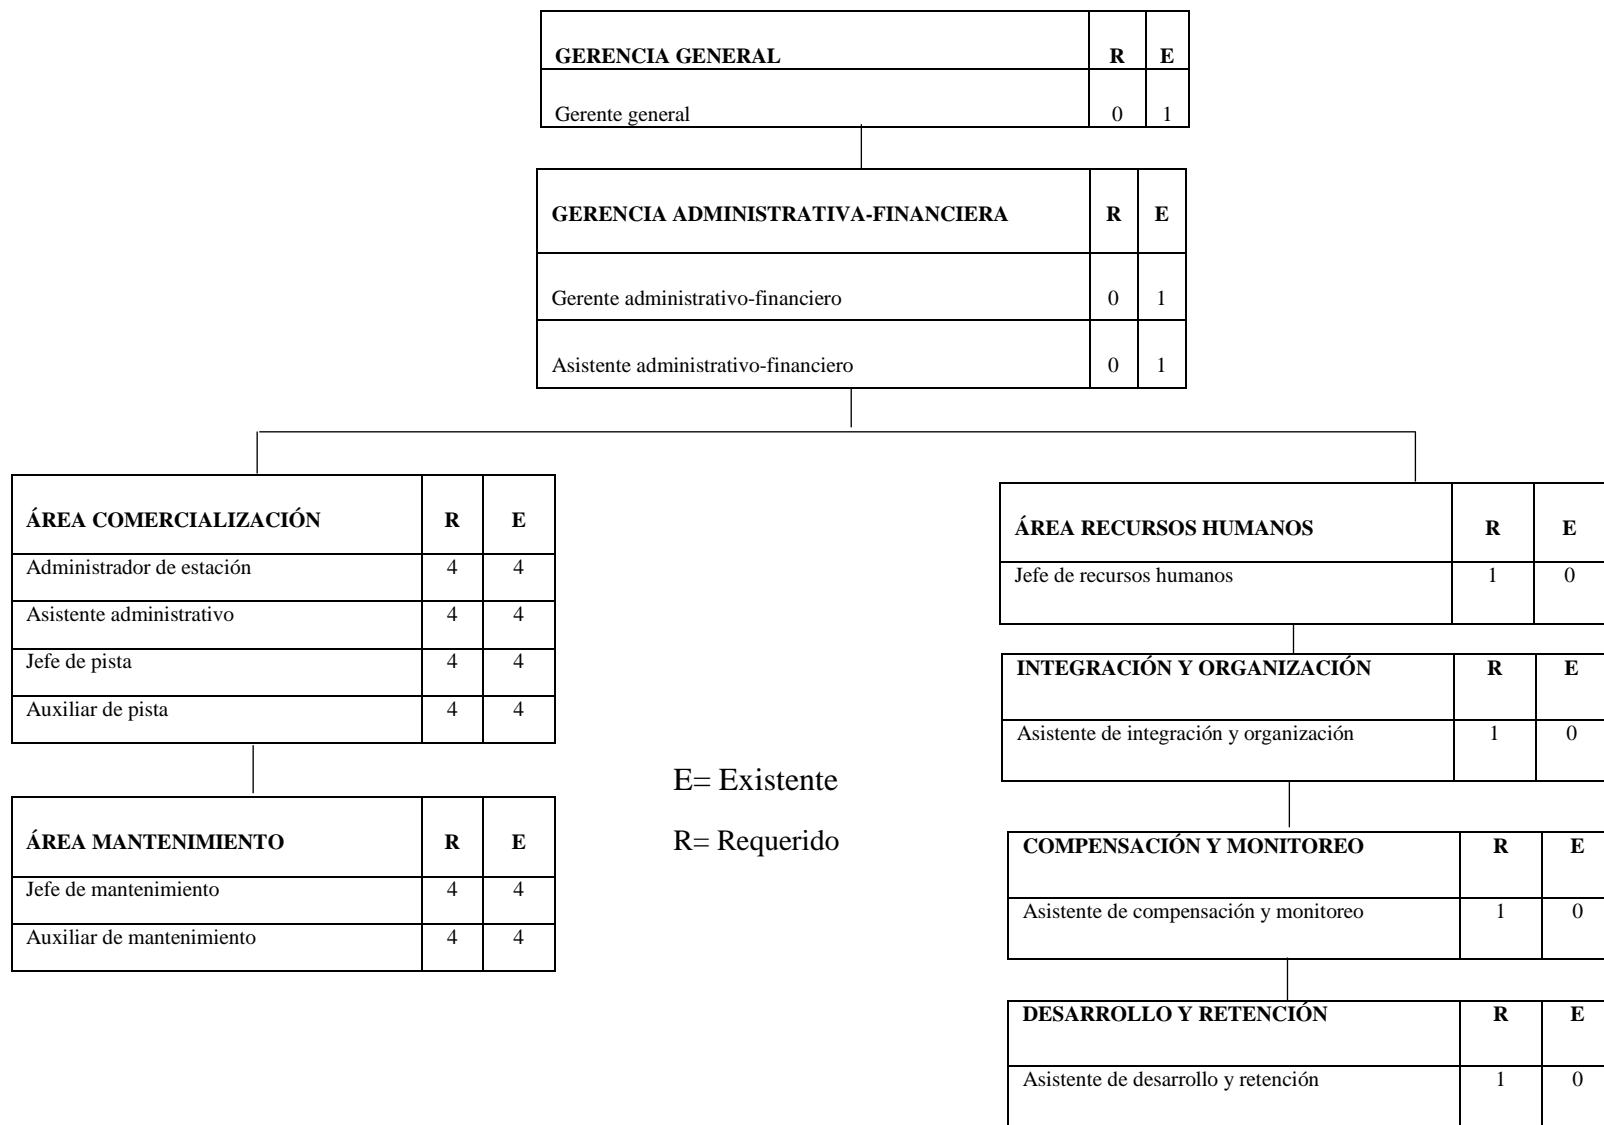 GERENCIA GENERAL R E
Gerente general 0 1
GERENCIA ADMINISTRATIVA-FINANCIERA R E
Gerente administrativo-financiero 0 1
Asistente administrativo-financiero 0 1
ÁREA COMERCIALIZACIÓN R E
Administrador de estación 4 4
Asistente administrativo 4 4
Jefe de pista 4 4
Auxiliar de pista 4 4
ÁREA MANTENIMIENTO R E
Jefe de mantenimiento 4 4
Auxiliar de mantenimiento 4 4
E= Existente
R= Requerido
ÁREA RECURSOS HUMANOS R E
Jefe de recursos humanos 1 0
INTEGRACIÓN Y ORGANIZACIÓN R E
Asistente de integración y organización 1 0
COMPENSACIÓN Y MONITOREO R E
Asistente de compensación y monitoreo 1 0
DESARROLLO Y RETENCIÓN R E
Asistente de desarrollo y retención 1 0